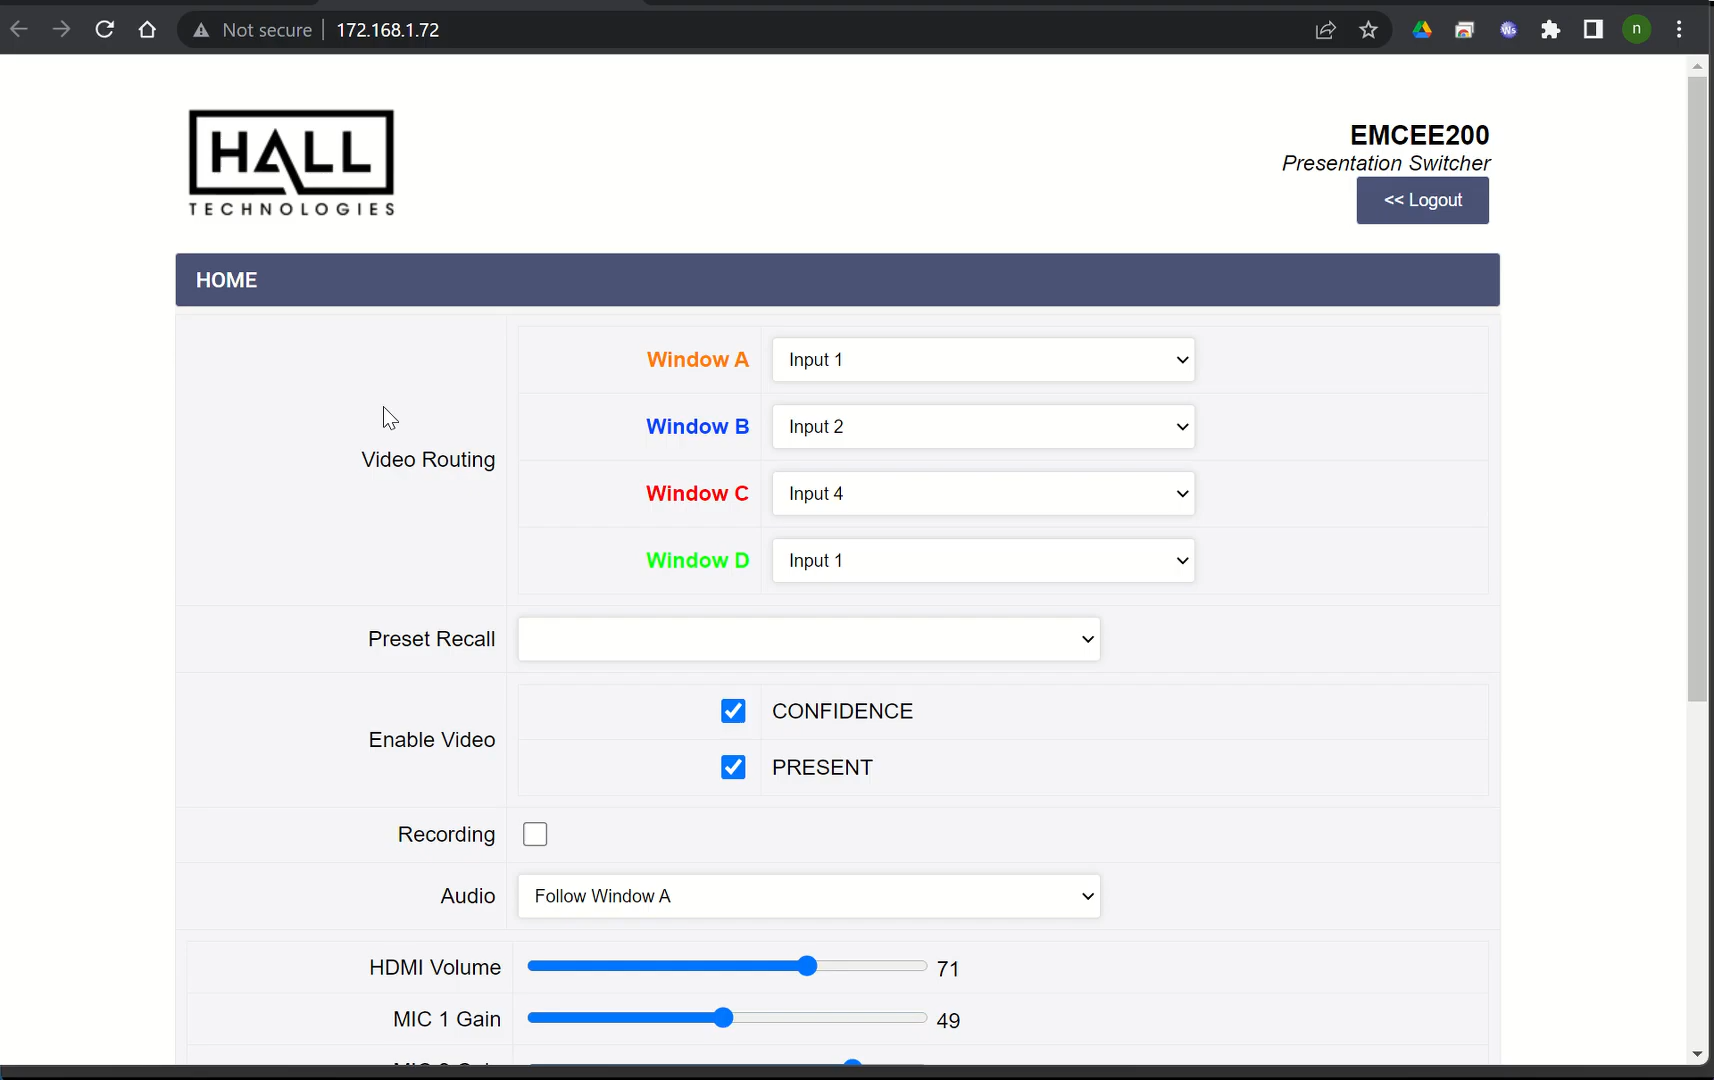 Not secure | 172.168.1.72
Ws
n
HALL
TECHNOLOGIES
EMCEE200
Presentation Switcher
<< Logout
HOME
Video Routing
Window A Input 1
Window B Input 2
Window C Input 4
Window D Input 1
Preset Recall
Enable Video
CONFIDENCE
PRESENT
Recording
Audio Follow Window A
HDMI Volume 71
MIC 1 Gain 49